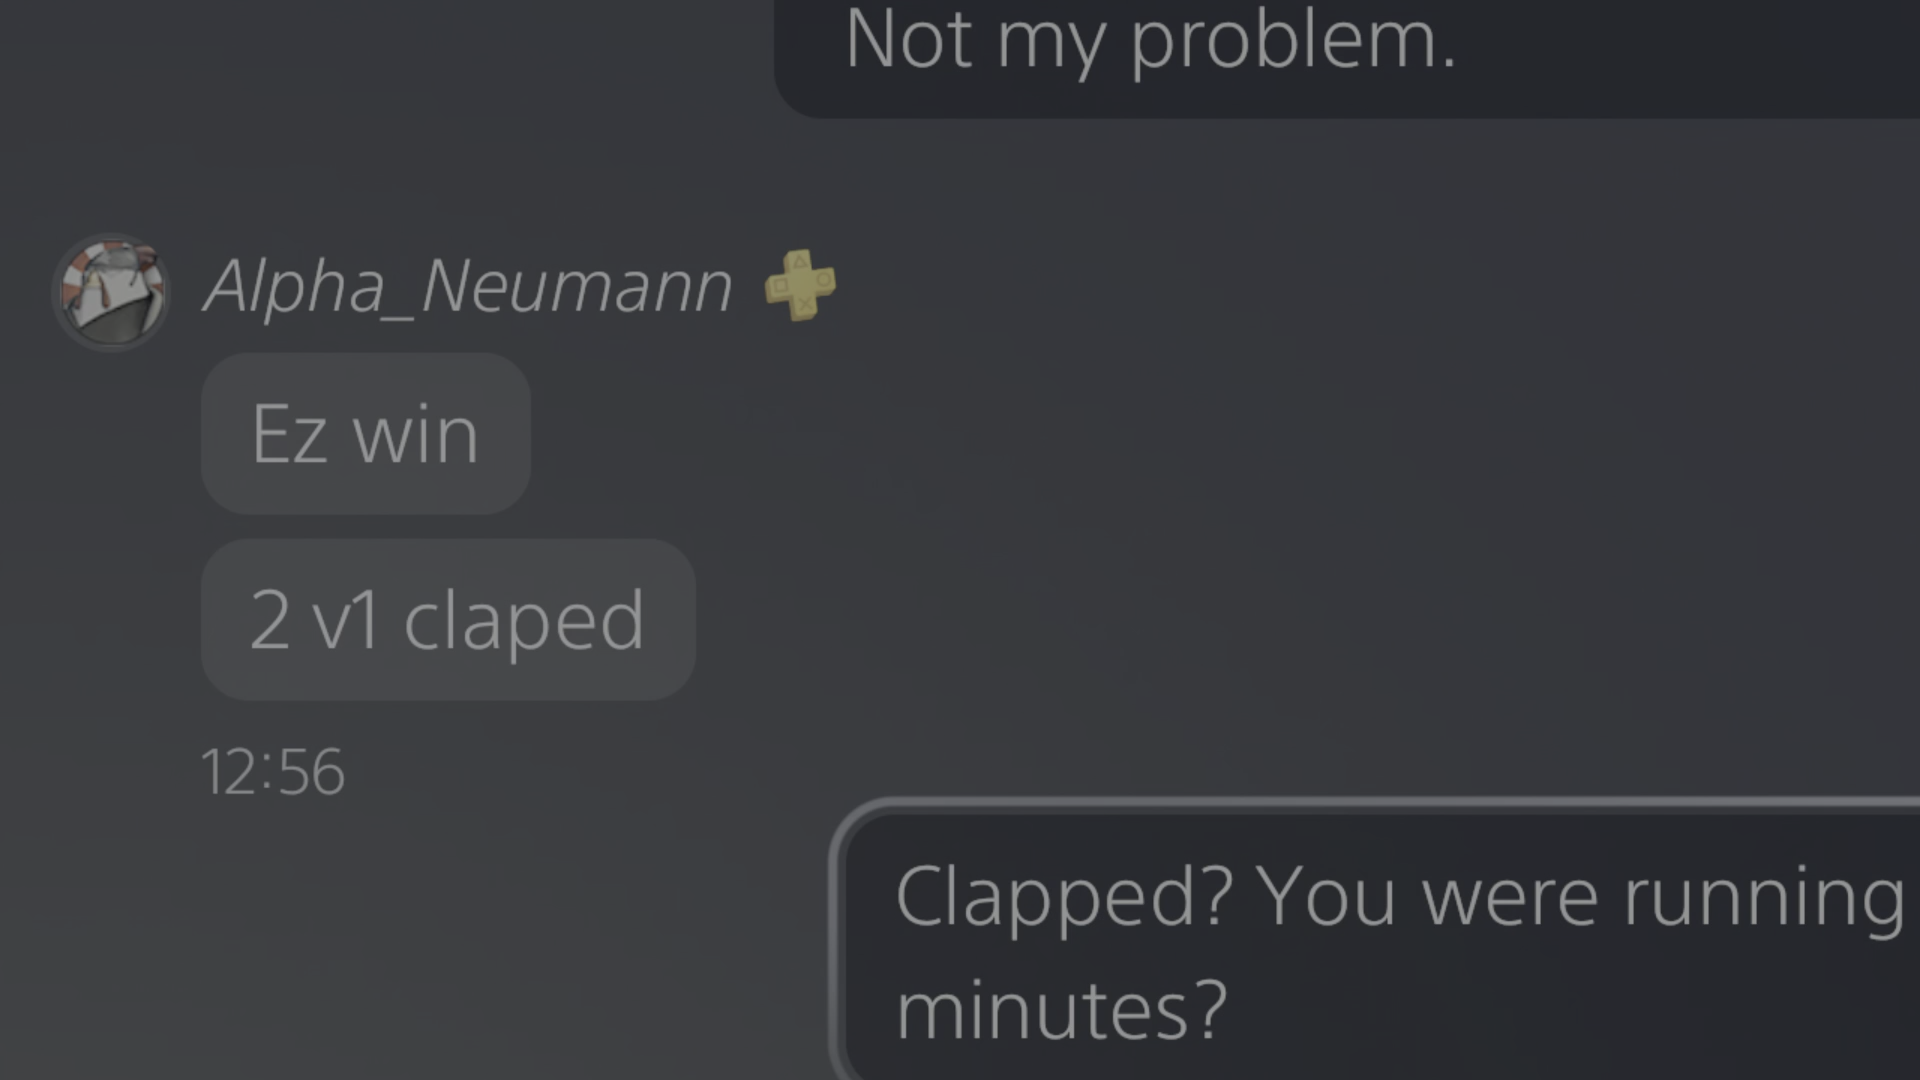 Not my problem.
Alpha_Neumann
Ez win
2 v1 claped
12:56
Clapped? You were running
minutes?